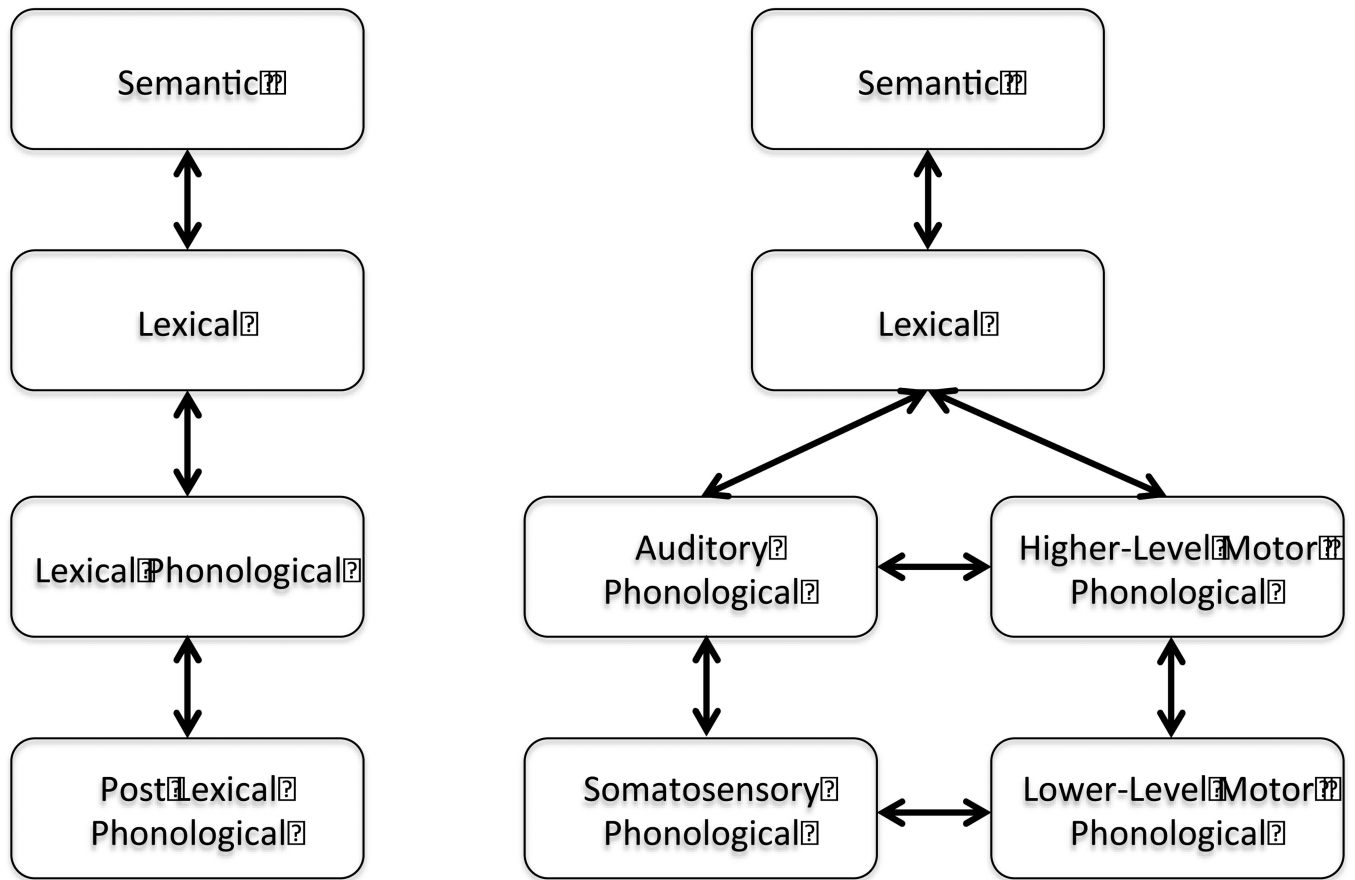 Semantic
Lexical
Lexical Phonological
Post Lexical
Phonological
Semantic
Lexical
Auditory
Phonological
Higher-Level Motor
Phonological
Somatosensory
Phonological
Lower-Level Motor
Phonological